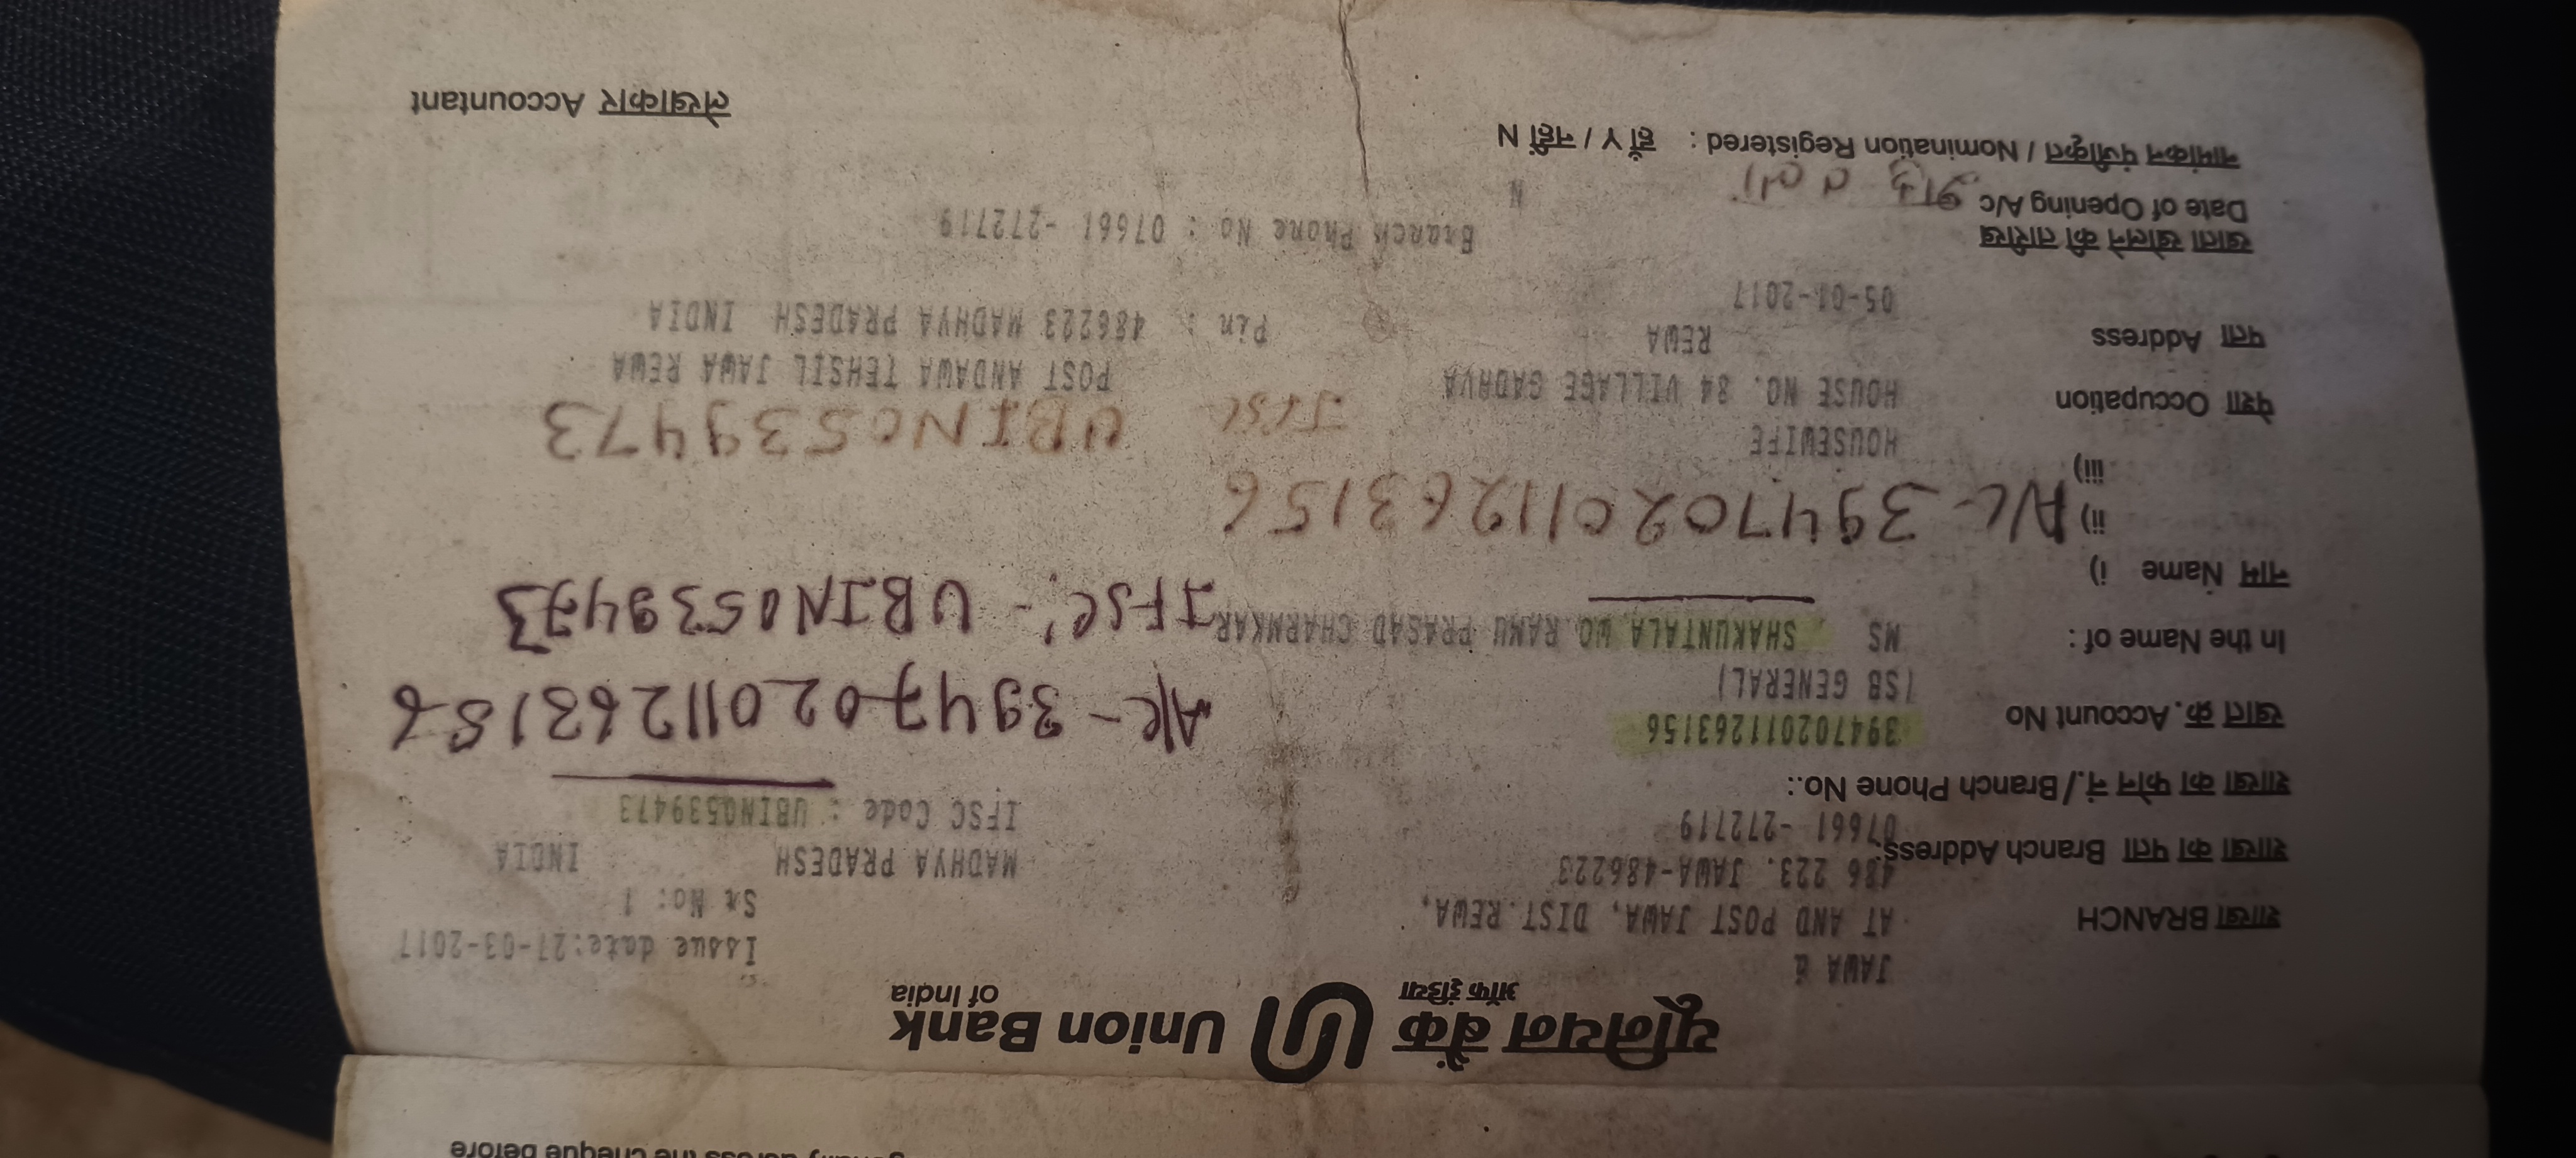 यूनियन बैंक ऑफ इंडिया Union Bank of India
JAWA
Issue date:27-03-2017
शाखा BRANCH AT AND POST JAWA, DIST.REWA, Sr No: 1
486 223. JAWA-486223 MADHYA PRADESH INDIA
शाखा का पता Branch Address
07661 -272719 IFSC Code : UBIN0539473
शाखा का फोन नं./Branch Phone No.:
खाता क्र. Account No 394702011263156
A/C - 394702011263156
(SB GENERAL)
In the Name of : MS SHAKUNTALA WO RAMU PRASAD CHARMKAR
IFSC:- UBIN0539473
नाम Name i)
ii) A/C- 394702011263156
iii)
HOUSEWIFE
IFSC UBIN0539473
पेशा Occupation
HOUSE NO. 84 VILLAGE GADHVA POST ANDAWA TEHSIL JAWA REWA
पता Address REWA Pin : 486223 MADHYA PRADESH INDIA
05-01-2017
खाता खोलने की तारीख
Date of Opening A/c
Branch Phone No : 07661 -272719
N
नामांकन पंजीकृत / Nomination Registered : हाँ Y / नहीं N
लेखाकार Accountant
the cheque before